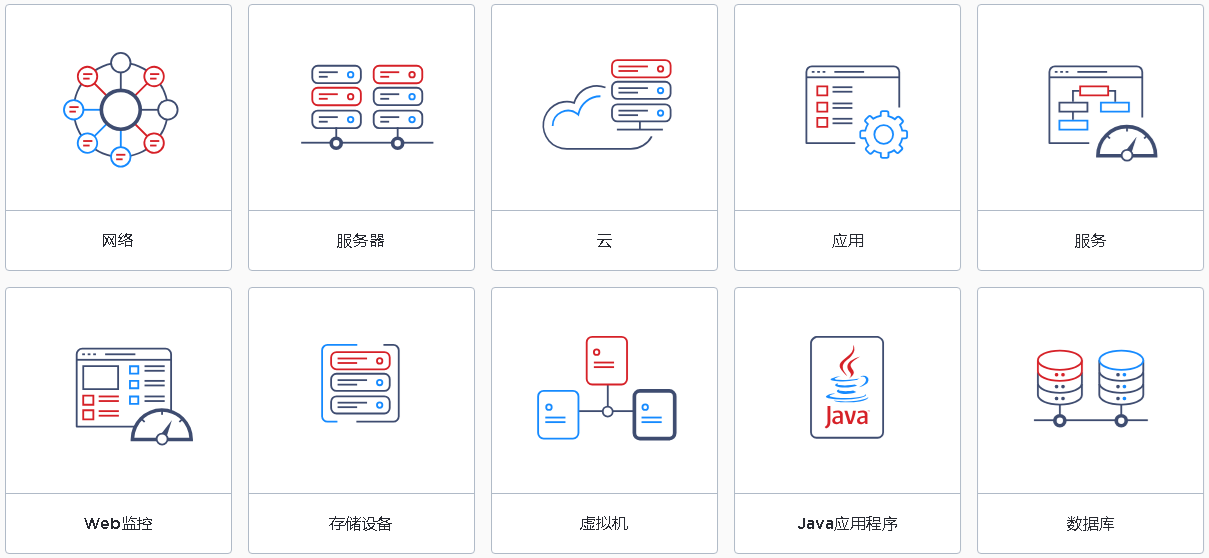 网络
服务器
云
应用
服务
Java
Web监控
存储设备
虚拟机
Java应用程序
数据库